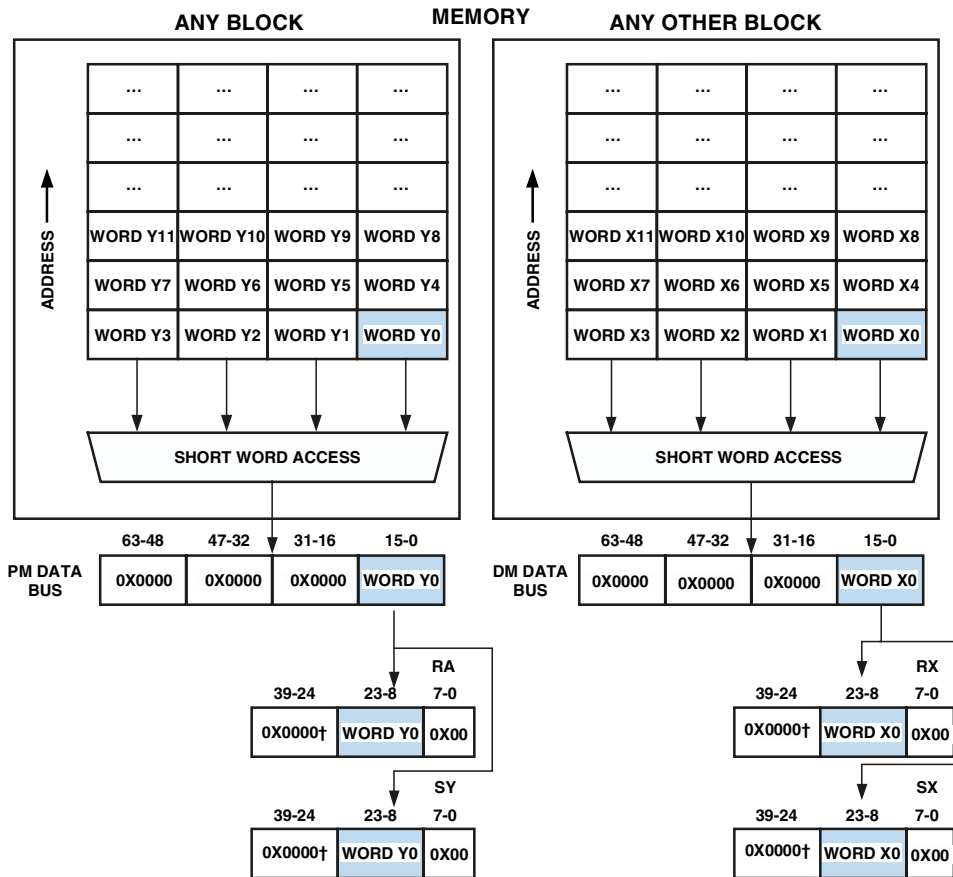 MEMORY
ANY BLOCK
ANY OTHER BLOCK
... ... ... ...
... ... ... ...
... ... ... ...
WORD Y11 WORD Y10 WORD Y9 WORD Y8
WORD Y7 WORD Y6 WORD Y5 WORD Y4
WORD Y3 WORD Y2 WORD Y1 WORD Y0
ADDRESS
SHORT WORD ACCESS
... ... ... ...
... ... ... ...
... ... ... ...
WORD X11 WORD X10 WORD X9 WORD X8
WORD X7 WORD X6 WORD X5 WORD X4
WORD X3 WORD X2 WORD X1 WORD X0
ADDRESS
SHORT WORD ACCESS
63-48 47-32 31-16 15-0
PM DATA
BUS
0X0000 0X0000 0X0000 WORD Y0
63-48 47-32 31-16 15-0
DM DATA
BUS
0X0000 0X0000 0X0000 WORD X0
RA
39-24 23-8 7-0
0X0000† WORD Y0 0X00
SY
39-24 23-8 7-0
0X0000† WORD Y0 0X00
RX
39-24 23-8 7-0
0X0000† WORD X0 0X00
SX
39-24 23-8 7-0
0X0000† WORD X0 0X00